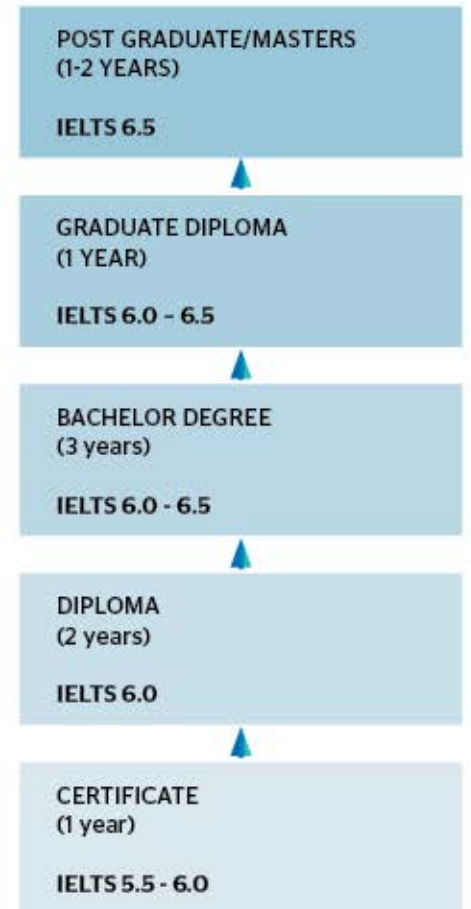 POST GRADUATE/MASTERS
(1-2 YEARS)
IELTS 6.5
GRADUATE DIPLOMA
(1 YEAR)
IELTS 6.0 – 6.5
BACHELOR DEGREE
(3 years)
IELTS 6.0 - 6.5
DIPLOMA
(2 years)
IELTS 6.0
CERTIFICATE
(1 year)
IELTS 5.5 - 6.0